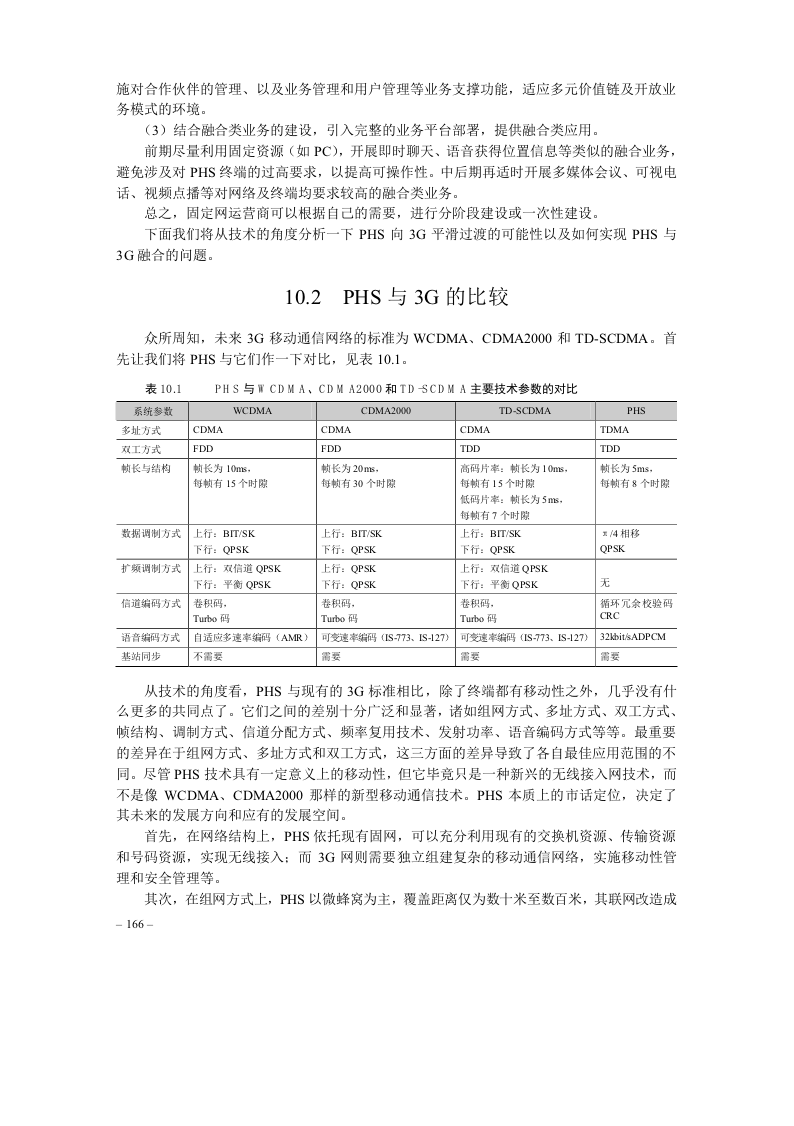 施对合作伙伴的管理、以及业务管理和用户管理等业务支撑功能，适应多元价值链及开放业
务模式的环境。
（3）结合融合类业务的建设，引入完整的业务平台部署，提供融合类应用。
前期尽量利用固定资源（如 PC），开展即时聊天、语音获得位置信息等类似的融合业务，
避免涉及对 PHS 终端的过高要求，以提高可操作性。中后期再适时开展多媒体会议、可视电
话、视频点播等对网络及终端均要求较高的融合类业务。
总之，固定网运营商可以根据自己的需要，进行分阶段建设或一次性建设。
下面我们将从技术的角度分析一下 PHS 向 3G 平滑过渡的可能性以及如何实现 PHS 与
3G 融合的问题。
10.2 PHS 与 3G 的比较
众所周知，未来 3G 移动通信网络的标准为 WCDMA、CDMA2000 和 TD-SCDMA。首
先让我们将 PHS 与它们作一下对比，见表 10.1。
表 10.1 PHS 与 WCDMA、CDMA2000 和 TD-SCDMA 主要技术参数的对比
系统参数 WCDMA CDMA2000 TD-SCDMA PHS
多址方式 CDMA CDMA CDMA TDMA
双工方式 FDD FDD TDD TDD
帧长与结构 帧长为 10ms， 帧长为 20ms， 高码片率：帧长为 10ms， 帧长为 5ms，
每帧有 15 个时隙 每帧有 30 个时隙 每帧有 15 个时隙 每帧有 8 个时隙
低码片率：帧长为 5ms，
每帧有 7 个时隙
数据调制方式 上行：BIT/SK 上行：BIT/SK 上行：BIT/SK π/4 相移
下行：QPSK 下行：QPSK 下行：QPSK QPSK
扩频调制方式 上行：双信道 QPSK 上行：QPSK 上行：双信道 QPSK
下行：平衡 QPSK 下行：QPSK 下行：平衡 QPSK 无
信道编码方式 卷积码， 卷积码， 卷积码， 循环冗余校验码
Turbo 码 Turbo 码 Turbo 码 CRC
语音编码方式 自适应多速率编码（AMR） 可变速率编码（IS-773、IS-127） 可变速率编码（IS-773、IS-127） 32kbit/sADPCM
基站同步 不需要 需要 需要 需要
从技术的角度看，PHS 与现有的 3G 标准相比，除了终端都有移动性之外，几乎没有什
么更多的共同点了。它们之间的差别十分广泛和显著，诸如组网方式、多址方式、双工方式、
帧结构、调制方式、信道分配方式、频率复用技术、发射功率、语音编码方式等等。最重要
的差异在于组网方式、多址方式和双工方式，这三方面的差异导致了各自最佳应用范围的不
同。尽管 PHS 技术具有一定意义上的移动性，但它毕竟只是一种新兴的无线接入网技术，而
不是像 WCDMA、CDMA2000 那样的新型移动通信技术。PHS 本质上的市话定位，决定了
其未来的发展方向和应有的发展空间。
首先，在网络结构上，PHS 依托现有固网，可以充分利用现有的交换机资源、传输资源
和号码资源，实现无线接入；而 3G 网则需要独立组建复杂的移动通信网络，实施移动性管
理和安全管理等。
其次，在组网方式上，PHS 以微蜂窝为主，覆盖距离仅为数十米至数百米，其联网改造成
– 166 –